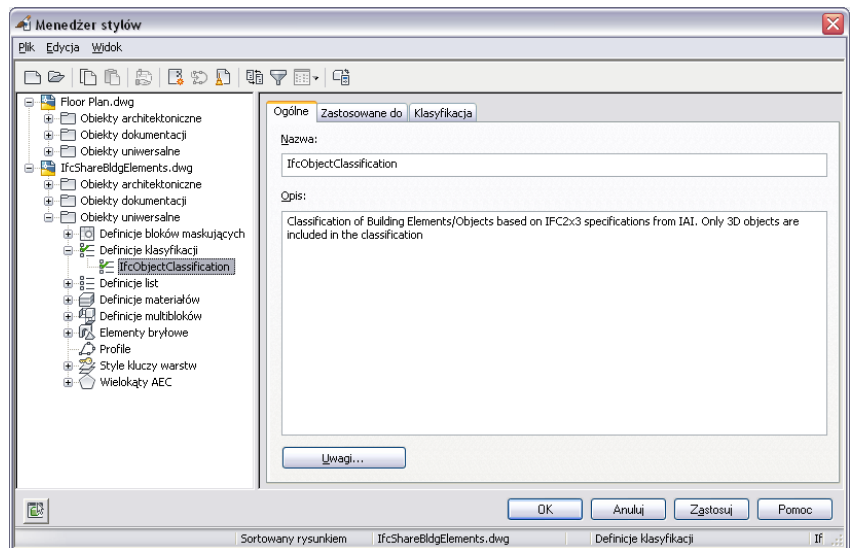 Menedżer stylów
Plik Edycja Widok
Floor Plan.dwg
Obiekty architektoniczne
Obiekty dokumentacji
Obiekty uniwersalne
IfcShareBldgElements.dwg
Obiekty architektoniczne
Obiekty dokumentacji
Obiekty uniwersalne
Definicje bloków maskujących
Definicje klasyfikacji
IfcObjectClassification
Definicje list
Definicje materiałów
Definicje multibloków
Elementy bryłowe
Profile
Style kluczy warstw
Wielokąty AEC
Ogólne Zastosowane do Klasyfikacja
Nazwa:
IfcObjectClassification
Opis:
Classification of Building Elements/Objects based on IFC2x3 specifications from IAI. Only 3D objects are
included in the classification
Uwagi...
OK Anuluj Zastosuj Pomoc
Sortowany rysunkiem IfcShareBldgElements.dwg Definicje klasyfikacji If